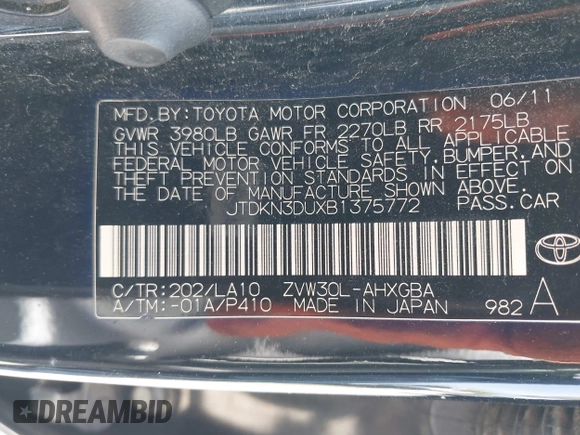 MFD.BY:TOYOTA MOTOR CORPORATION 06/11
GVWR 3980LB GAWR FR 2270LB RR 2175LB
THIS VEHICLE CONFORMS TO ALL APPLICABLE
FEDERAL MOTOR VEHICLE SAFETY,BUMPER,AND
THEFT PREVENTION STANDARDS IN EFFECT ON
THE DATE OF MANUFACTURE SHOWN ABOVE.
JTDKN3DUXB1375772 PASS.CAR
TOYOTA
C/TR:202/LA10 ZVW30L-AHXGBA
A/TM:-01A/P410 MADE IN JAPAN 982 A
DREAMBID